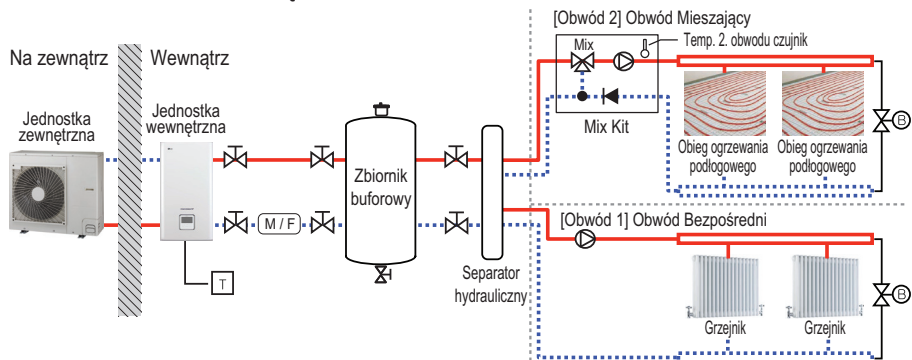 [Obwód 2] Obwód Mieszający
Mix
Temp. 2. obwodu czujnik
Na zewnątrz
Wewnątrz
Jednostka
zewnętrzna
Jednostka
wewnętrzna
Mix Kit
Obieg ogrzewania
podłogowego
Obieg ogrzewania
podłogowego
B
Zbiornik
buforowy
M / F
T
Separator
hydrauliczny
[Obwód 1] Obwód Bezpośredni
Grzejnik
Grzejnik
B